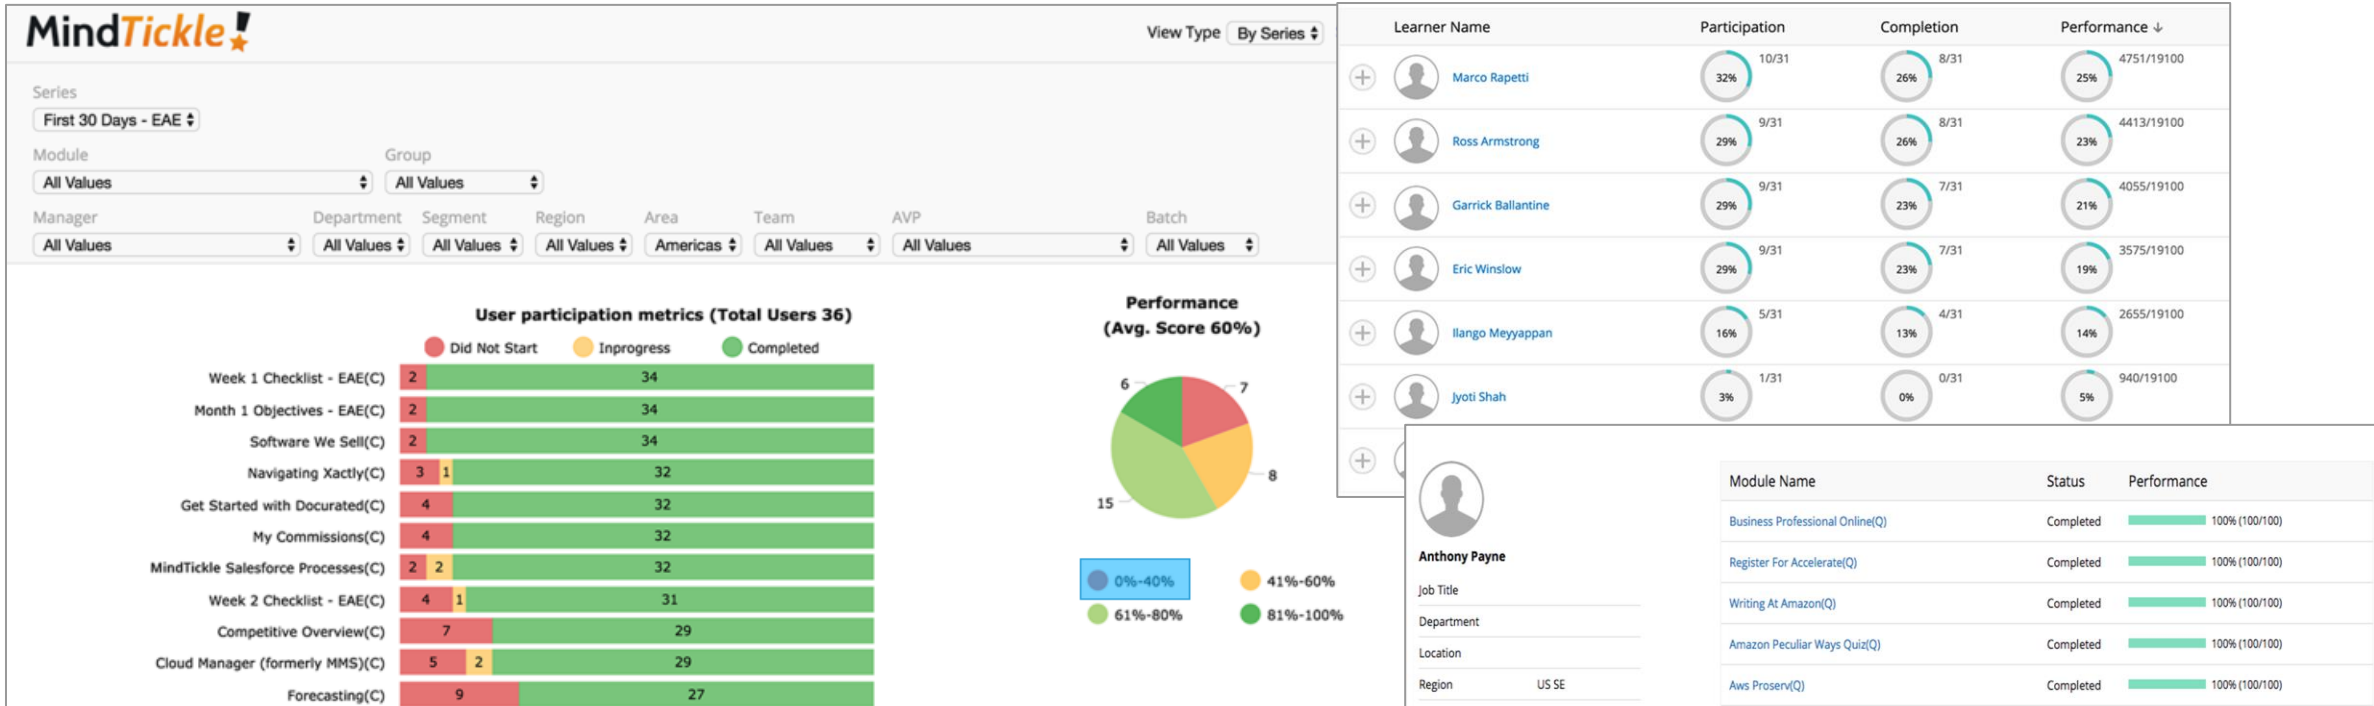 MindTickle!
View Type By Series
Series
First 30 Days - EAE
Module Group
All Values All Values
Manager Department Segment Region Area Team AVP Batch
All Values All Values All Values All Values Americas All Values All Values All Values
User participation metrics (Total Users 36)
Did Not Start Inprogress Completed
Week 1 Checklist - EAE(C) 2 34
Month 1 Objectives - EAE(C) 2 34
Software We Sell(C) 2 34
Navigating Xactly(C) 3 1 32
Get Started with Docurated(C) 4 32
My Commissions(C) 4 32
MindTickle Salesforce Processes(C) 2 2 32
Week 2 Checklist - EAE(C) 4 1 31
Competitive Overview(C) 7 29
Cloud Manager (formerly MMS)(C) 5 2 29
Forecasting(C) 9 27
Performance
(Avg. Score 60%)
6 7
8
15
0%-40% 41%-60%
61%-80% 81%-100%
Learner Name Participation Completion Performance ↓
Marco Rapetti 32% 10/31 26% 8/31 25% 4751/19100
Ross Armstrong 29% 9/31 26% 8/31 23% 4413/19100
Garrick Ballantine 29% 9/31 23% 7/31 21% 4055/19100
Eric Winslow 29% 9/31 23% 7/31 19% 3575/19100
Ilango Meyyappan 16% 5/31 13% 4/31 14% 2655/19100
Jyoti Shah 3% 1/31 0% 0/31 5% 940/19100
Anthony Payne
Job Title
Department
Location
Region US SE
Module Name Status Performance
Business Professional Online(Q) Completed 100% (100/100)
Register For Accelerate(Q) Completed 100% (100/100)
Writing At Amazon(Q) Completed 100% (100/100)
Amazon Peculiar Ways Quiz(Q) Completed 100% (100/100)
Aws Proserv(Q) Completed 100% (100/100)